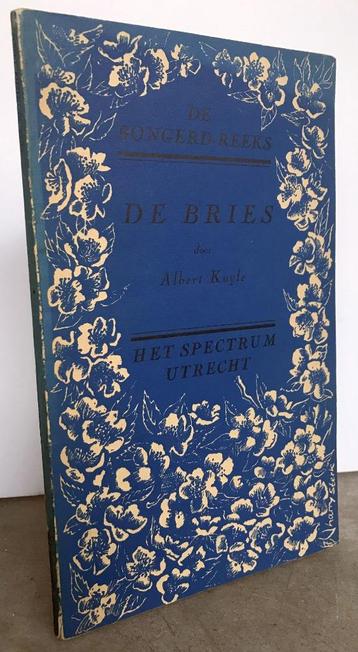 DE
BONGERD-REEKS
DE BRIES
door
Albert Kuyle
HET SPECTRUM
UTRECHT